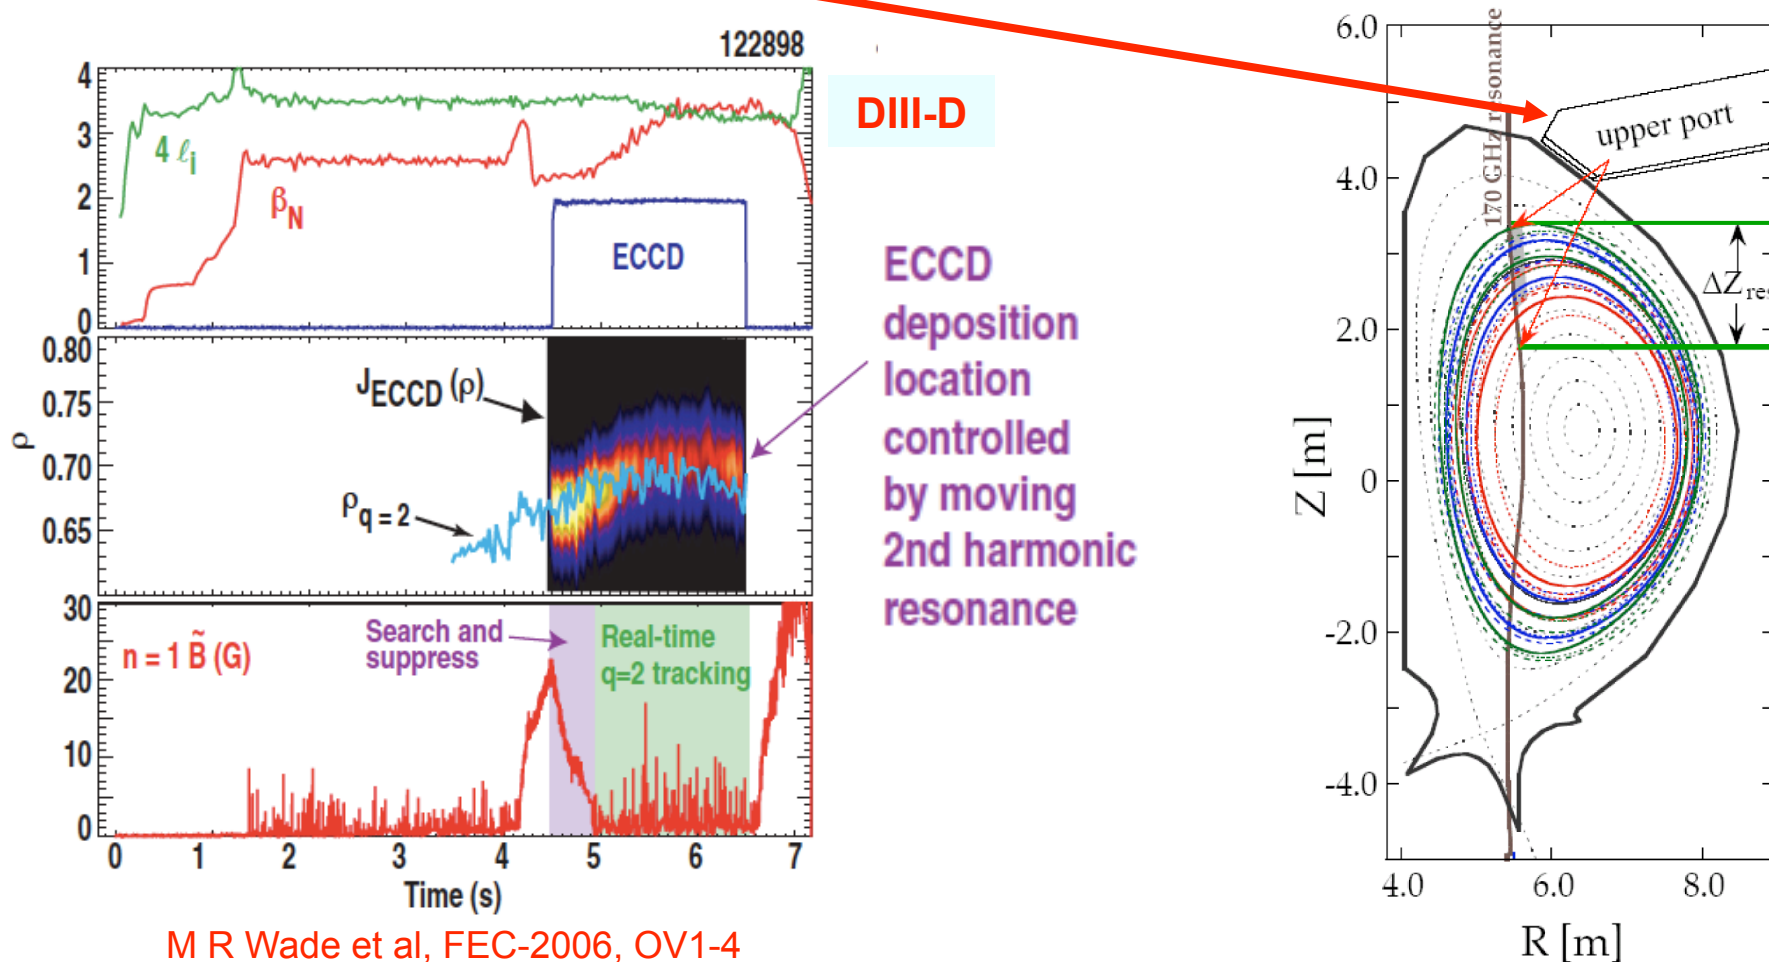 122898
DIII-D
4
3
2
1
0
4 ℓi
βN
ECCD
0.80
0.75
0.70
0.65
ρ
JECCD (ρ)
ρq = 2
30
20
10
0
n = 1 B̃ (G)
Search and
suppress
Real-time
q=2 tracking
0 1 2 3 4 5 6 7
Time (s)
M R Wade et al, FEC-2006, OV1-4
ECCD
deposition
location
controlled
by moving
2nd harmonic
resonance
6.0
4.0
2.0
0
-2.0
-4.0
Z [m]
170 GHz resonance
upper port
ΔZ res
4.0 6.0 8.0
R [m]